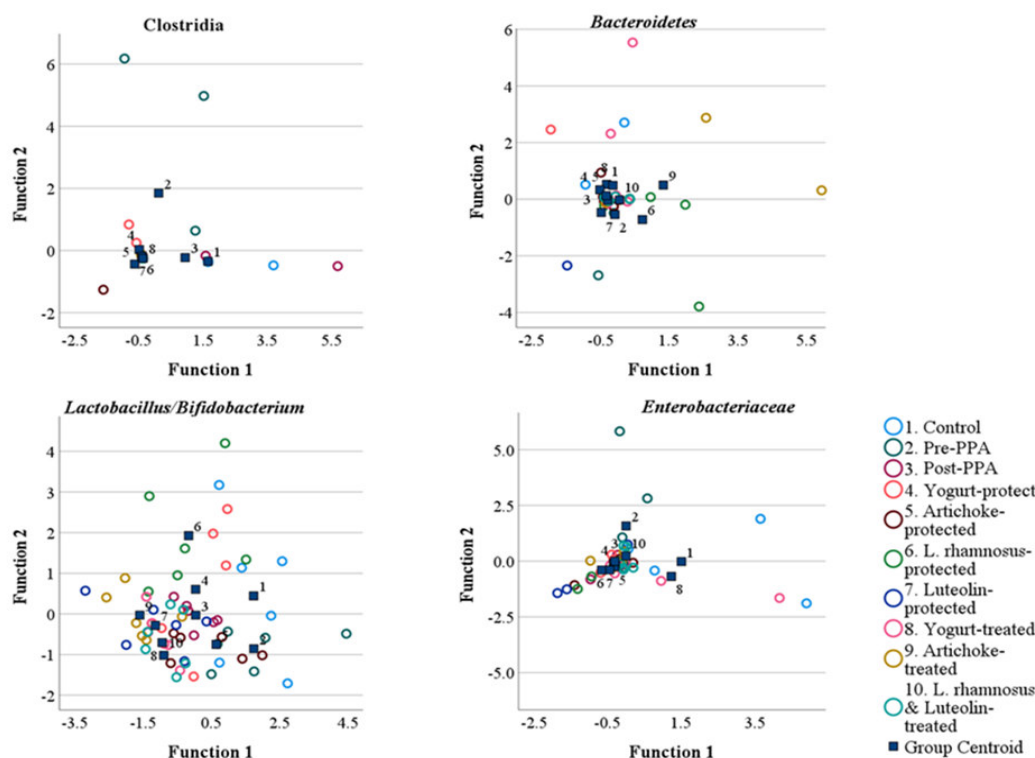 Clostridia
Function 2
6
4
2
0
-2
2
4
8
5
7 6
3
1
-2.5 -0.5 1.5 3.5 5.5
Function 1
Bacteroidetes
Function 2
6
4
2
0
-2
-4
8
4 1
3
10
9
6
7 2
-2.5 -0.5 1.5 3.5 5.5
Function 1
Lactobacillus/Bifidobacterium
Function 2
4
3
2
1
0
-1
-2
6
4
1
9
3
7
10
8
2
-3.5 -1.5 0.5 2.5 4.5
Function 1
Enterobacteriaceae
Function 2
5.0
2.5
0.0
-2.5
-5.0
2
3 10
4
1
6 7 5
8
-2.5 -0.5 1.5 3.5
Function 1
1. Control
2. Pre-PPA
3. Post-PPA
4. Yogurt-protect
5. Artichoke-
protected
6. L. rhamnosus-
protected
7. Luteolin-
protected
8. Yogurt-treated
9. Artichoke-
treated
10. L. rhamnosus
& Luteolin-
treated
Group Centroid